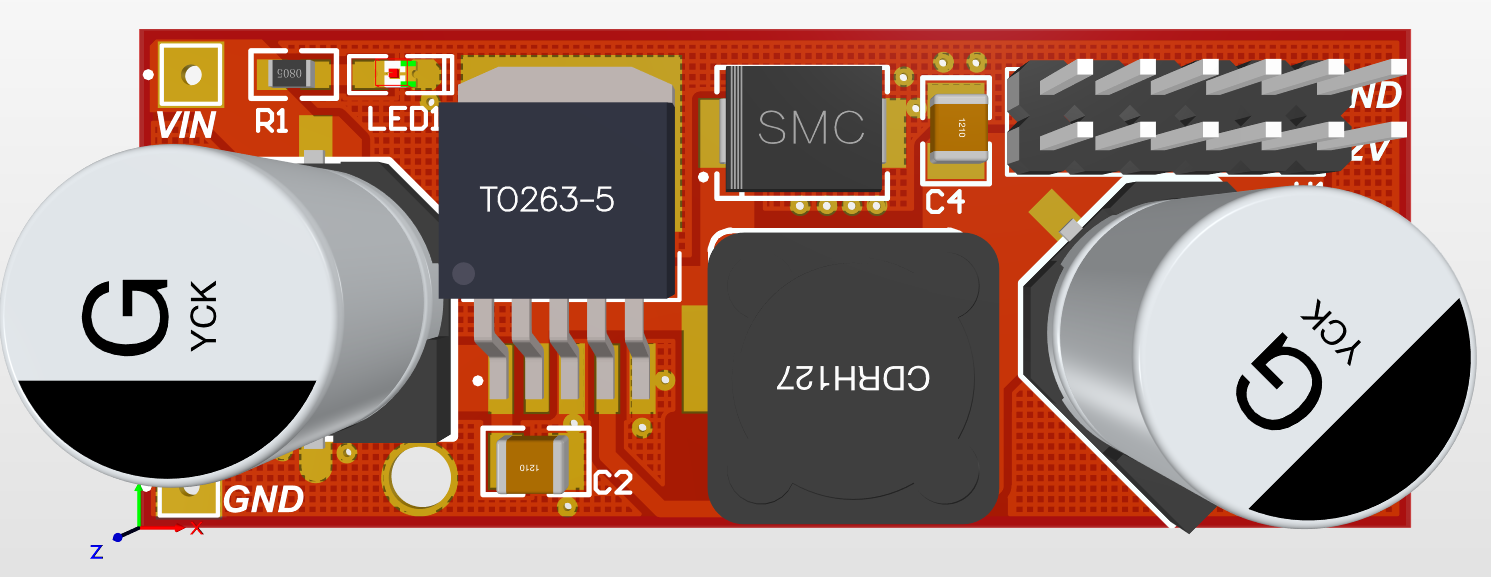 0805
VIN
R1
LED1
TO263-5
SMC
1210
C4
ND
2V
G
YCK
CDRH127
G
YCK
1210
C2
GND
X
Z